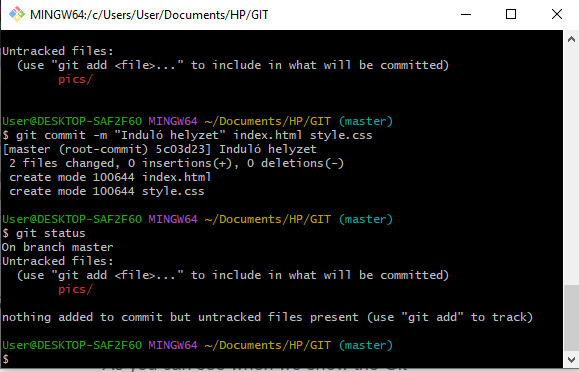 MINGW64:/c/Users/User/Documents/HP/GIT
Untracked files:
  (use "git add <file>..." to include in what will be committed)
        pics/
User@DESKTOP-SAF2F6O MINGW64 ~/Documents/HP/GIT (master)
$ git commit -m "Induló helyzet" index.html style.css
[master (root-commit) 5c03d23] Induló helyzet
 2 files changed, 0 insertions(+), 0 deletions(-)
 create mode 100644 index.html
 create mode 100644 style.css
User@DESKTOP-SAF2F6O MINGW64 ~/Documents/HP/GIT (master)
$ git status
On branch master
Untracked files:
  (use "git add <file>..." to include in what will be committed)
        pics/
nothing added to commit but untracked files present (use "git add" to track)
User@DESKTOP-SAF2F6O MINGW64 ~/Documents/HP/GIT (master)
$